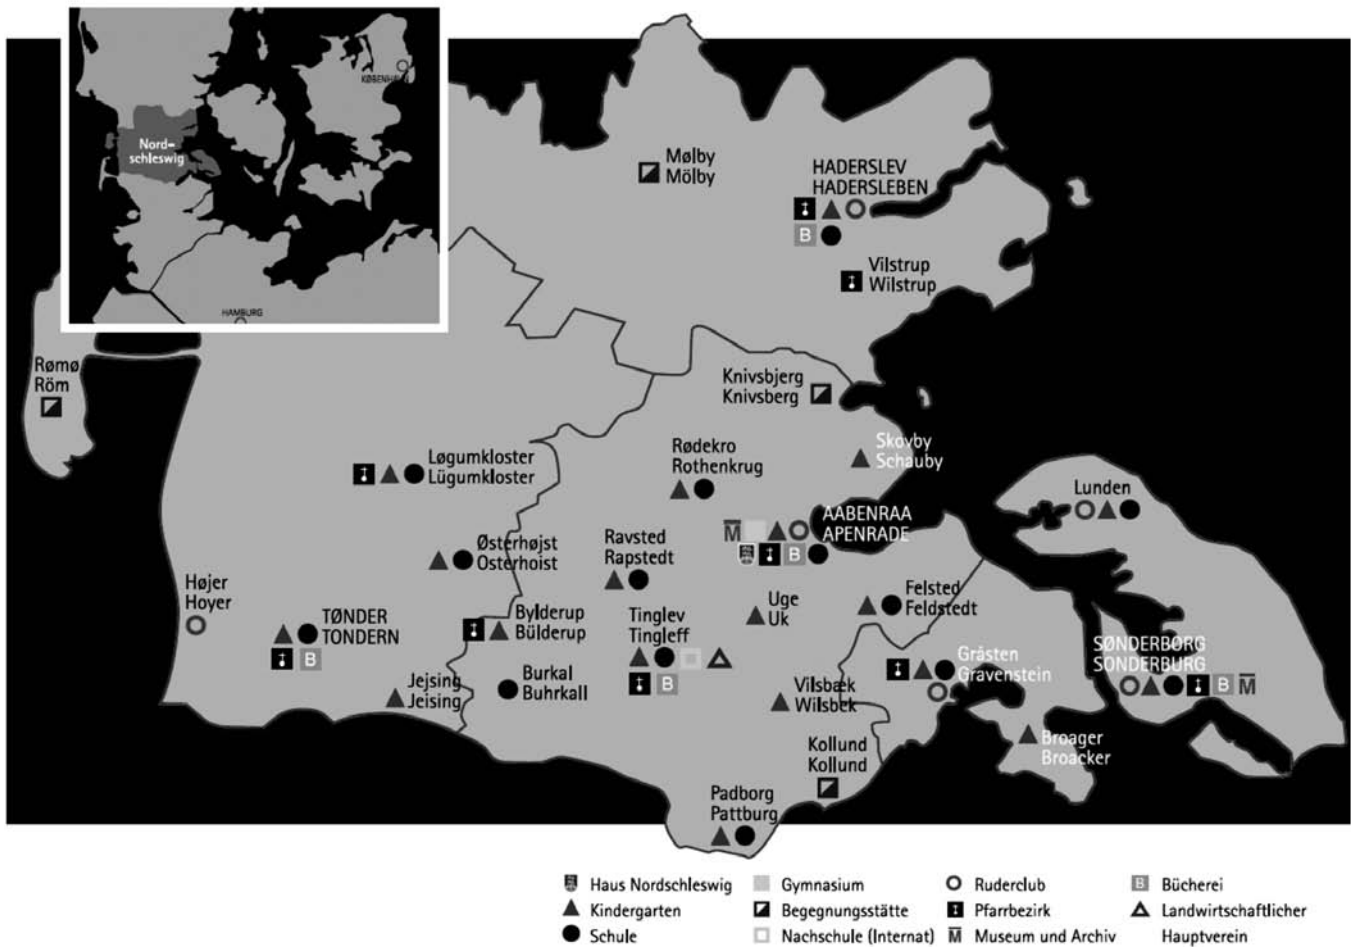 KØBENHAVN
Nord-
schleswig
HAMBURG
Mølby
Mölby
HADERSLEV
HADERSLEBEN
B
Vilstrup
Wilstrup
Rømø
Röm
Knivsbjerg
Knivsberg
Skovby
Schauby
Løgumkloster
Lügumkloster
Rødekro
Rothenkrug
Lunden
AABENRAA
APENRADE
M
B
Østerhøjst
Osterhoist
Ravsted
Rapstedt
Højer
Hoyer
TØNDER
TONDERN
B
Bylderup
Bülderup
Tinglev
Tingleff
B
Uge
Uk
Felsted
Feldstedt
Gråsten
Gravenstein
SØNDERBORG
SONDERBURG
B M
Jejsing
Jeising
Burkal
Buhrkall
Vilsbæk
Wilsbek
Broager
Broacker
Kollund
Kollund
Padborg
Pattburg
Haus Nordschleswig
Gymnasium
Ruderclub
B Bücherei
Kindergarten
Begegnungsstätte
Pfarrbezirk
Landwirtschaftlicher
Hauptverein
Schule
Nachschule (Internat)
M Museum und Archiv